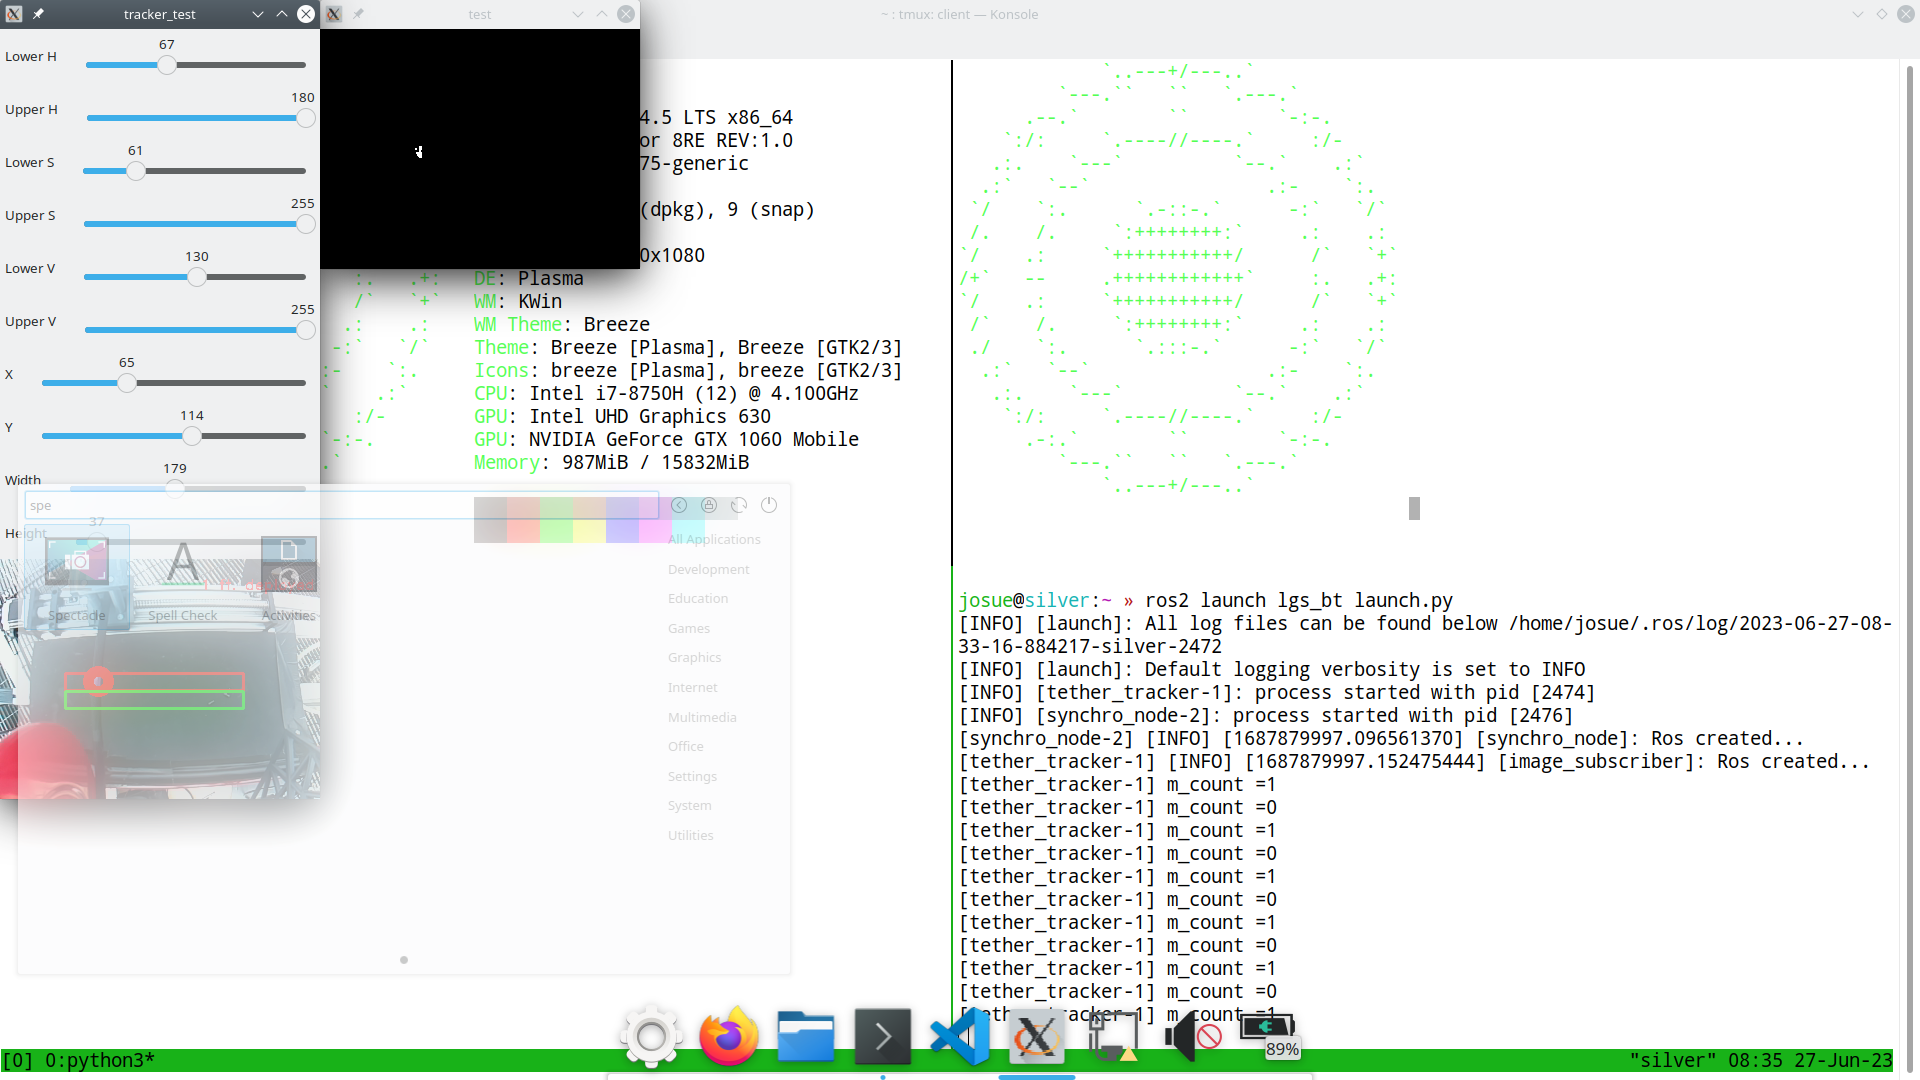 tracker_test
test
~ : tmux: client — Konsole
Lower H
67
Upper H
180
Lower S
61
Upper S
255
Lower V
130
Upper V
255
X
65
Y
114
Width
179
Height
37
4.5 LTS x86_64
or 8RE REV:1.0
75-generic
(dpkg), 9 (snap)
0x1080
DE: Plasma
WM: KWin
WM Theme: Breeze
Theme: Breeze [Plasma], Breeze [GTK2/3]
Icons: breeze [Plasma], breeze [GTK2/3]
CPU: Intel i7-8750H (12) @ 4.100GHz
GPU: Intel UHD Graphics 630
GPU: NVIDIA GeForce GTX 1060 Mobile
Memory: 987MiB / 15832MiB
spe
Spectacle
Spell Check
Activities
All Applications
Development
Education
Games
Graphics
Internet
Multimedia
Office
Settings
System
Utilities
josue@silver:~ » ros2 launch lgs_bt launch.py
[INFO] [launch]: All log files can be found below /home/josue/.ros/log/2023-06-27-08-
33-16-884217-silver-2472
[INFO] [launch]: Default logging verbosity is set to INFO
[INFO] [tether_tracker-1]: process started with pid [2474]
[INFO] [synchro_node-2]: process started with pid [2476]
[synchro_node-2] [INFO] [1687879997.096561370] [synchro_node]: Ros created...
[tether_tracker-1] [INFO] [1687879997.152475444] [image_subscriber]: Ros created...
[tether_tracker-1] m_count =1
[tether_tracker-1] m_count =0
[tether_tracker-1] m_count =1
[tether_tracker-1] m_count =0
[tether_tracker-1] m_count =1
[tether_tracker-1] m_count =0
[tether_tracker-1] m_count =1
[tether_tracker-1] m_count =0
[tether_tracker-1] m_count =1
[tether_tracker-1] m_count =0
89%
[0] 0:python3*
"silver" 08:35 27-Jun-23